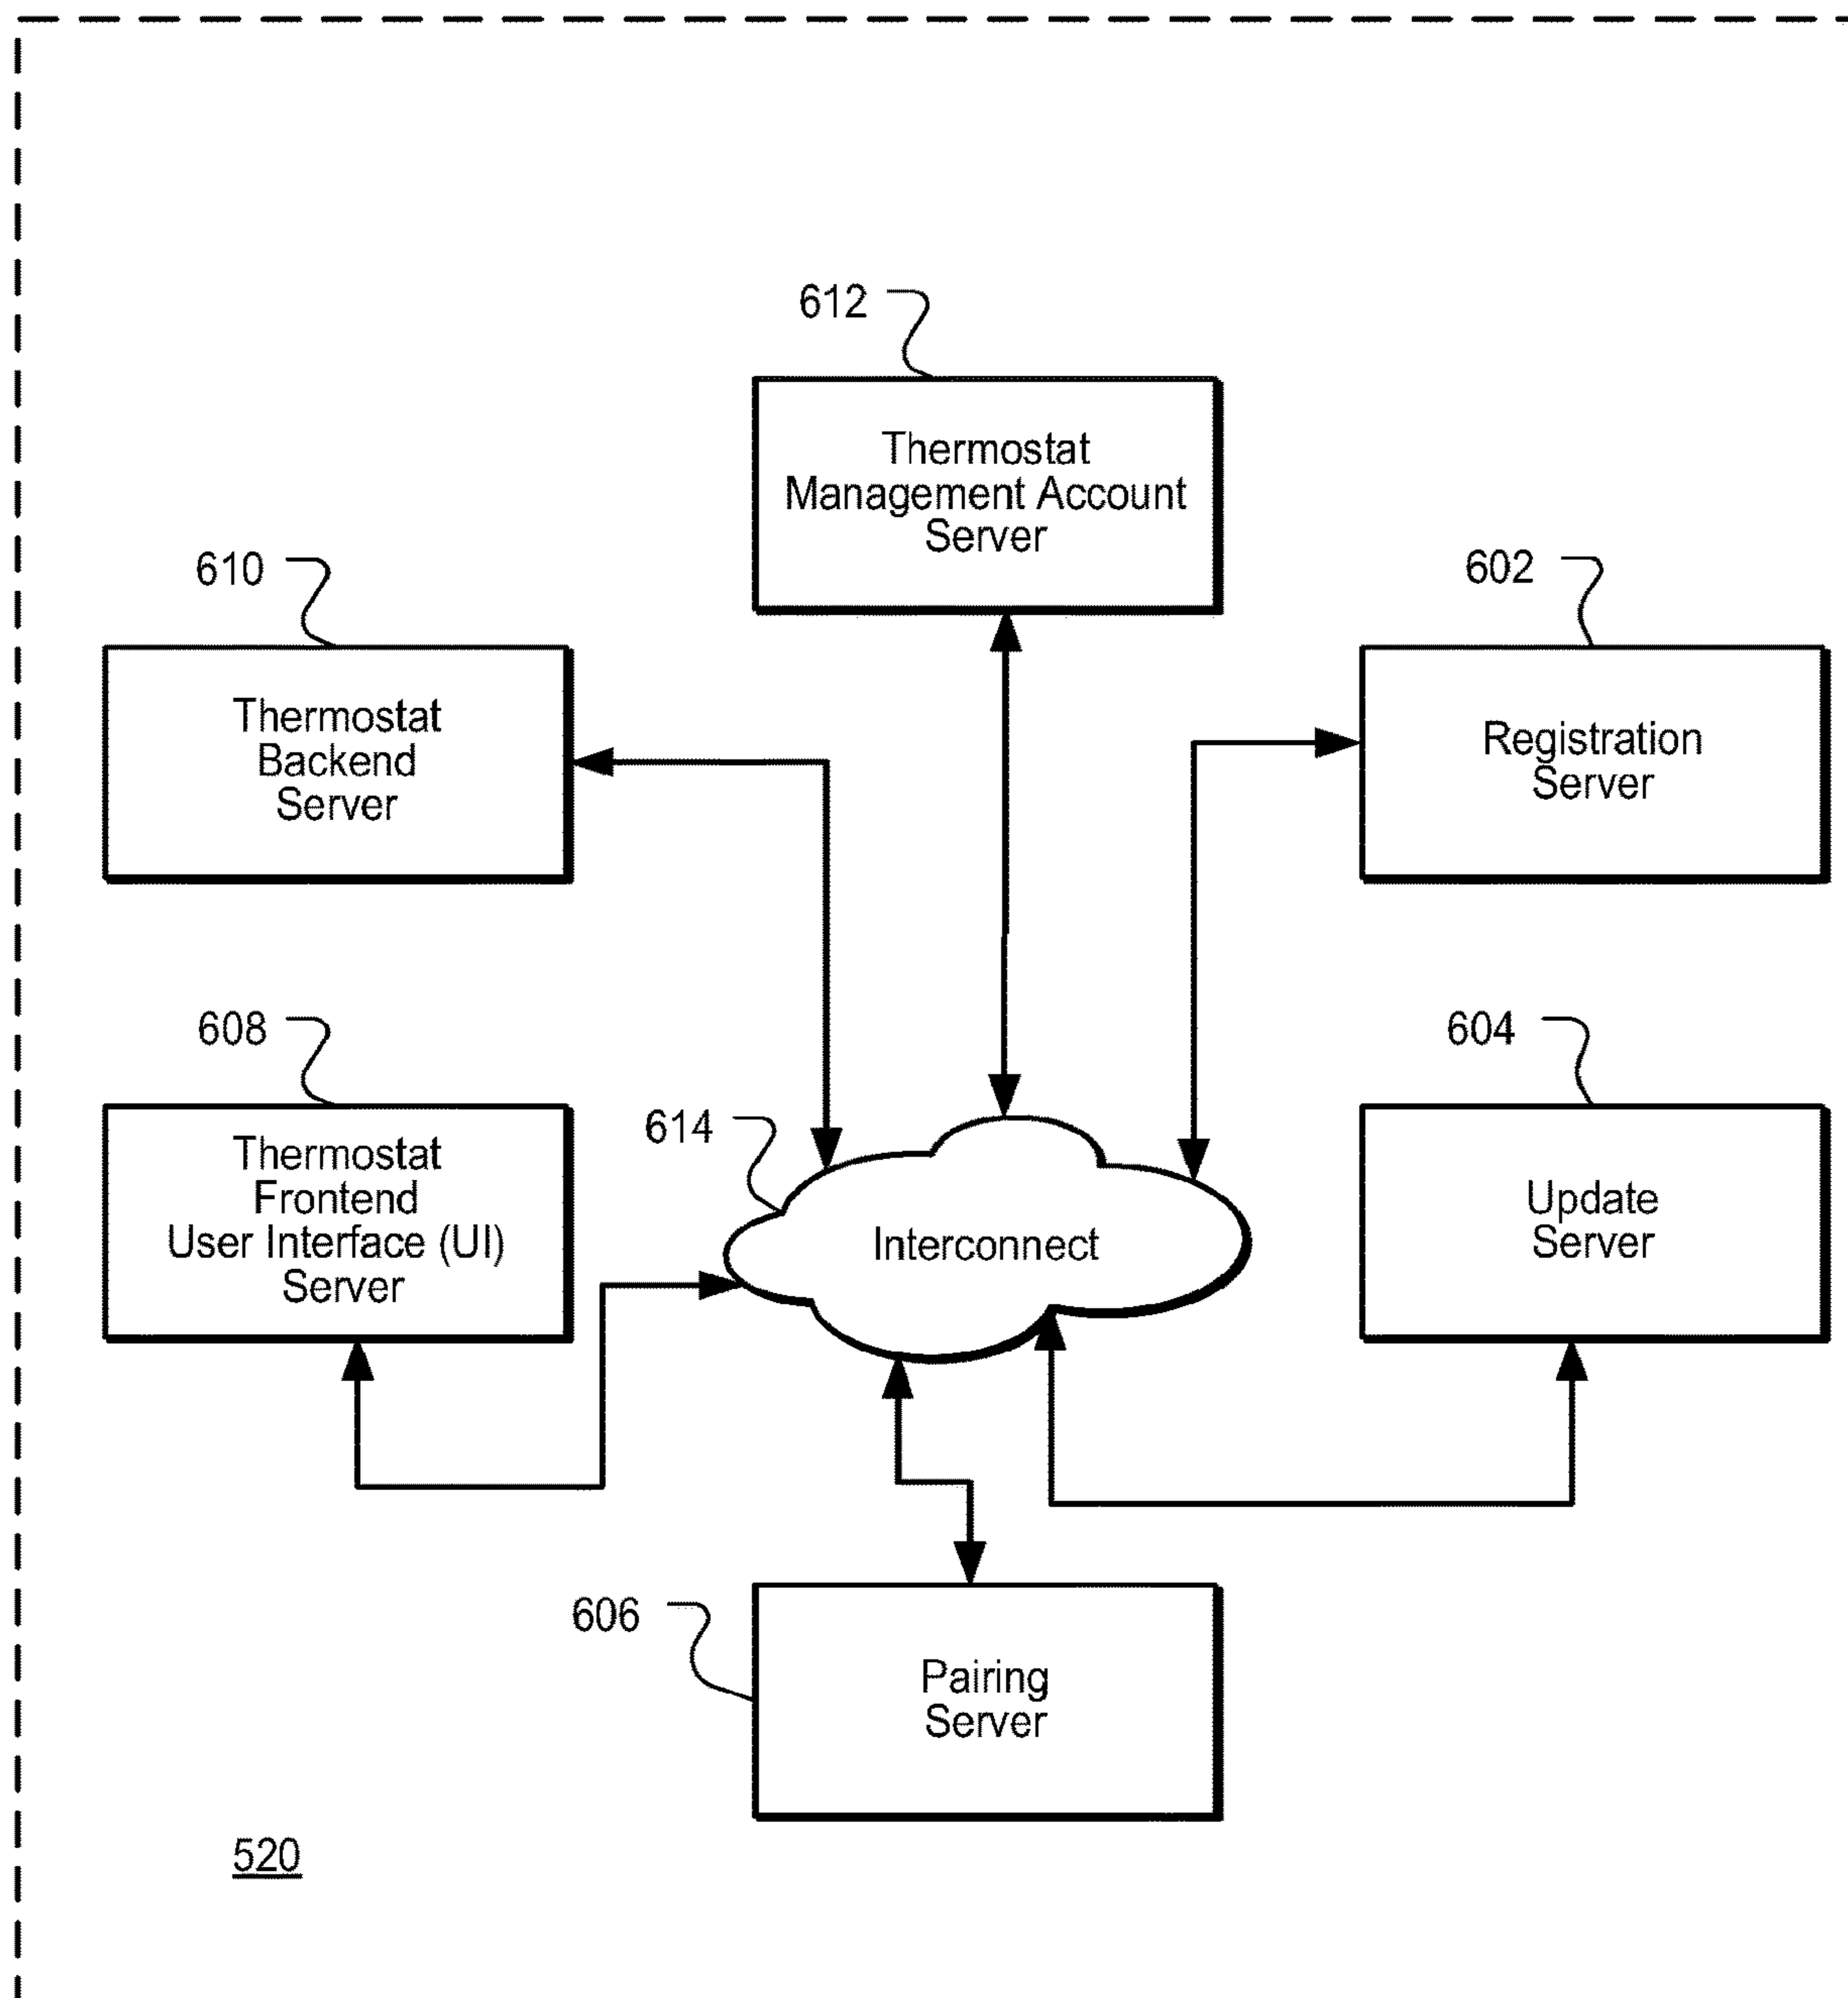 612
Thermostat
Management Account
Server
610
Thermostat
Backend
Server
602
Registration
Server
608
Thermostat
Frontend
User Interface (UI)
Server
614
Interconnect
604
Update
Server
606
Pairing
Server
520